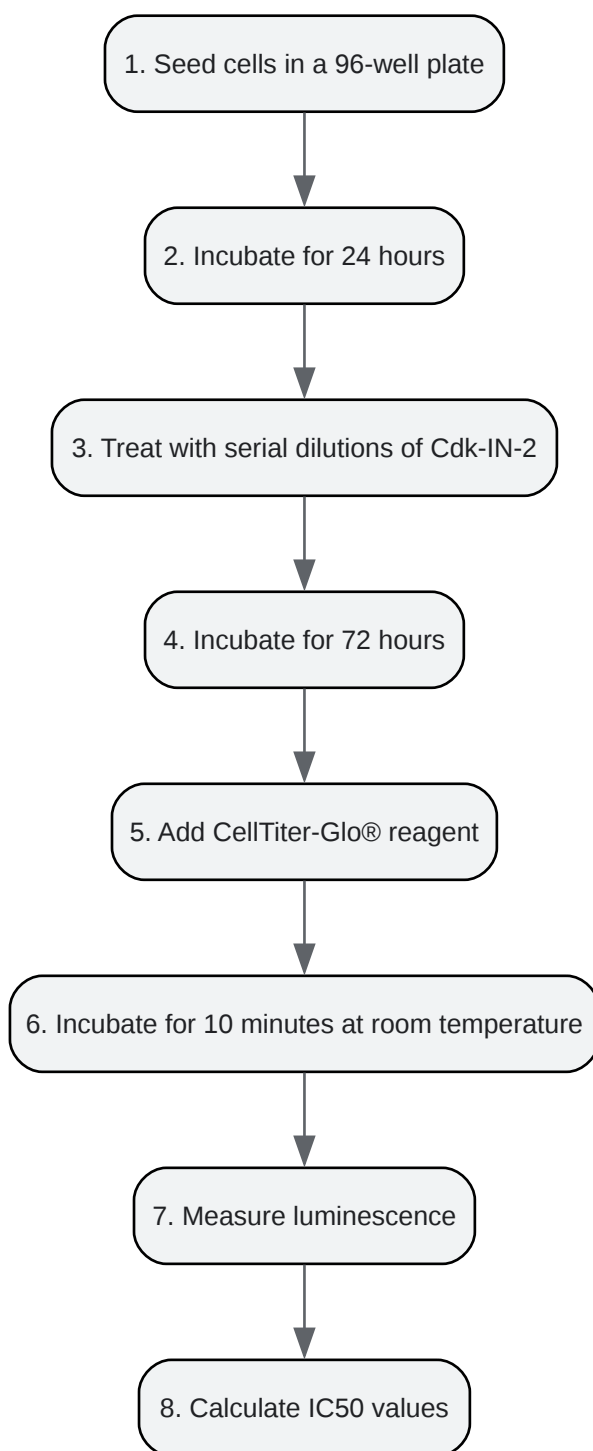 1. Seed cells in a 96-well plate
2. Incubate for 24 hours
3. Treat with serial dilutions of Cdk-IN-2
4. Incubate for 72 hours
5. Add CellTiter-Glo® reagent
6. Incubate for 10 minutes at room temperature
7. Measure luminescence
8. Calculate IC50 values